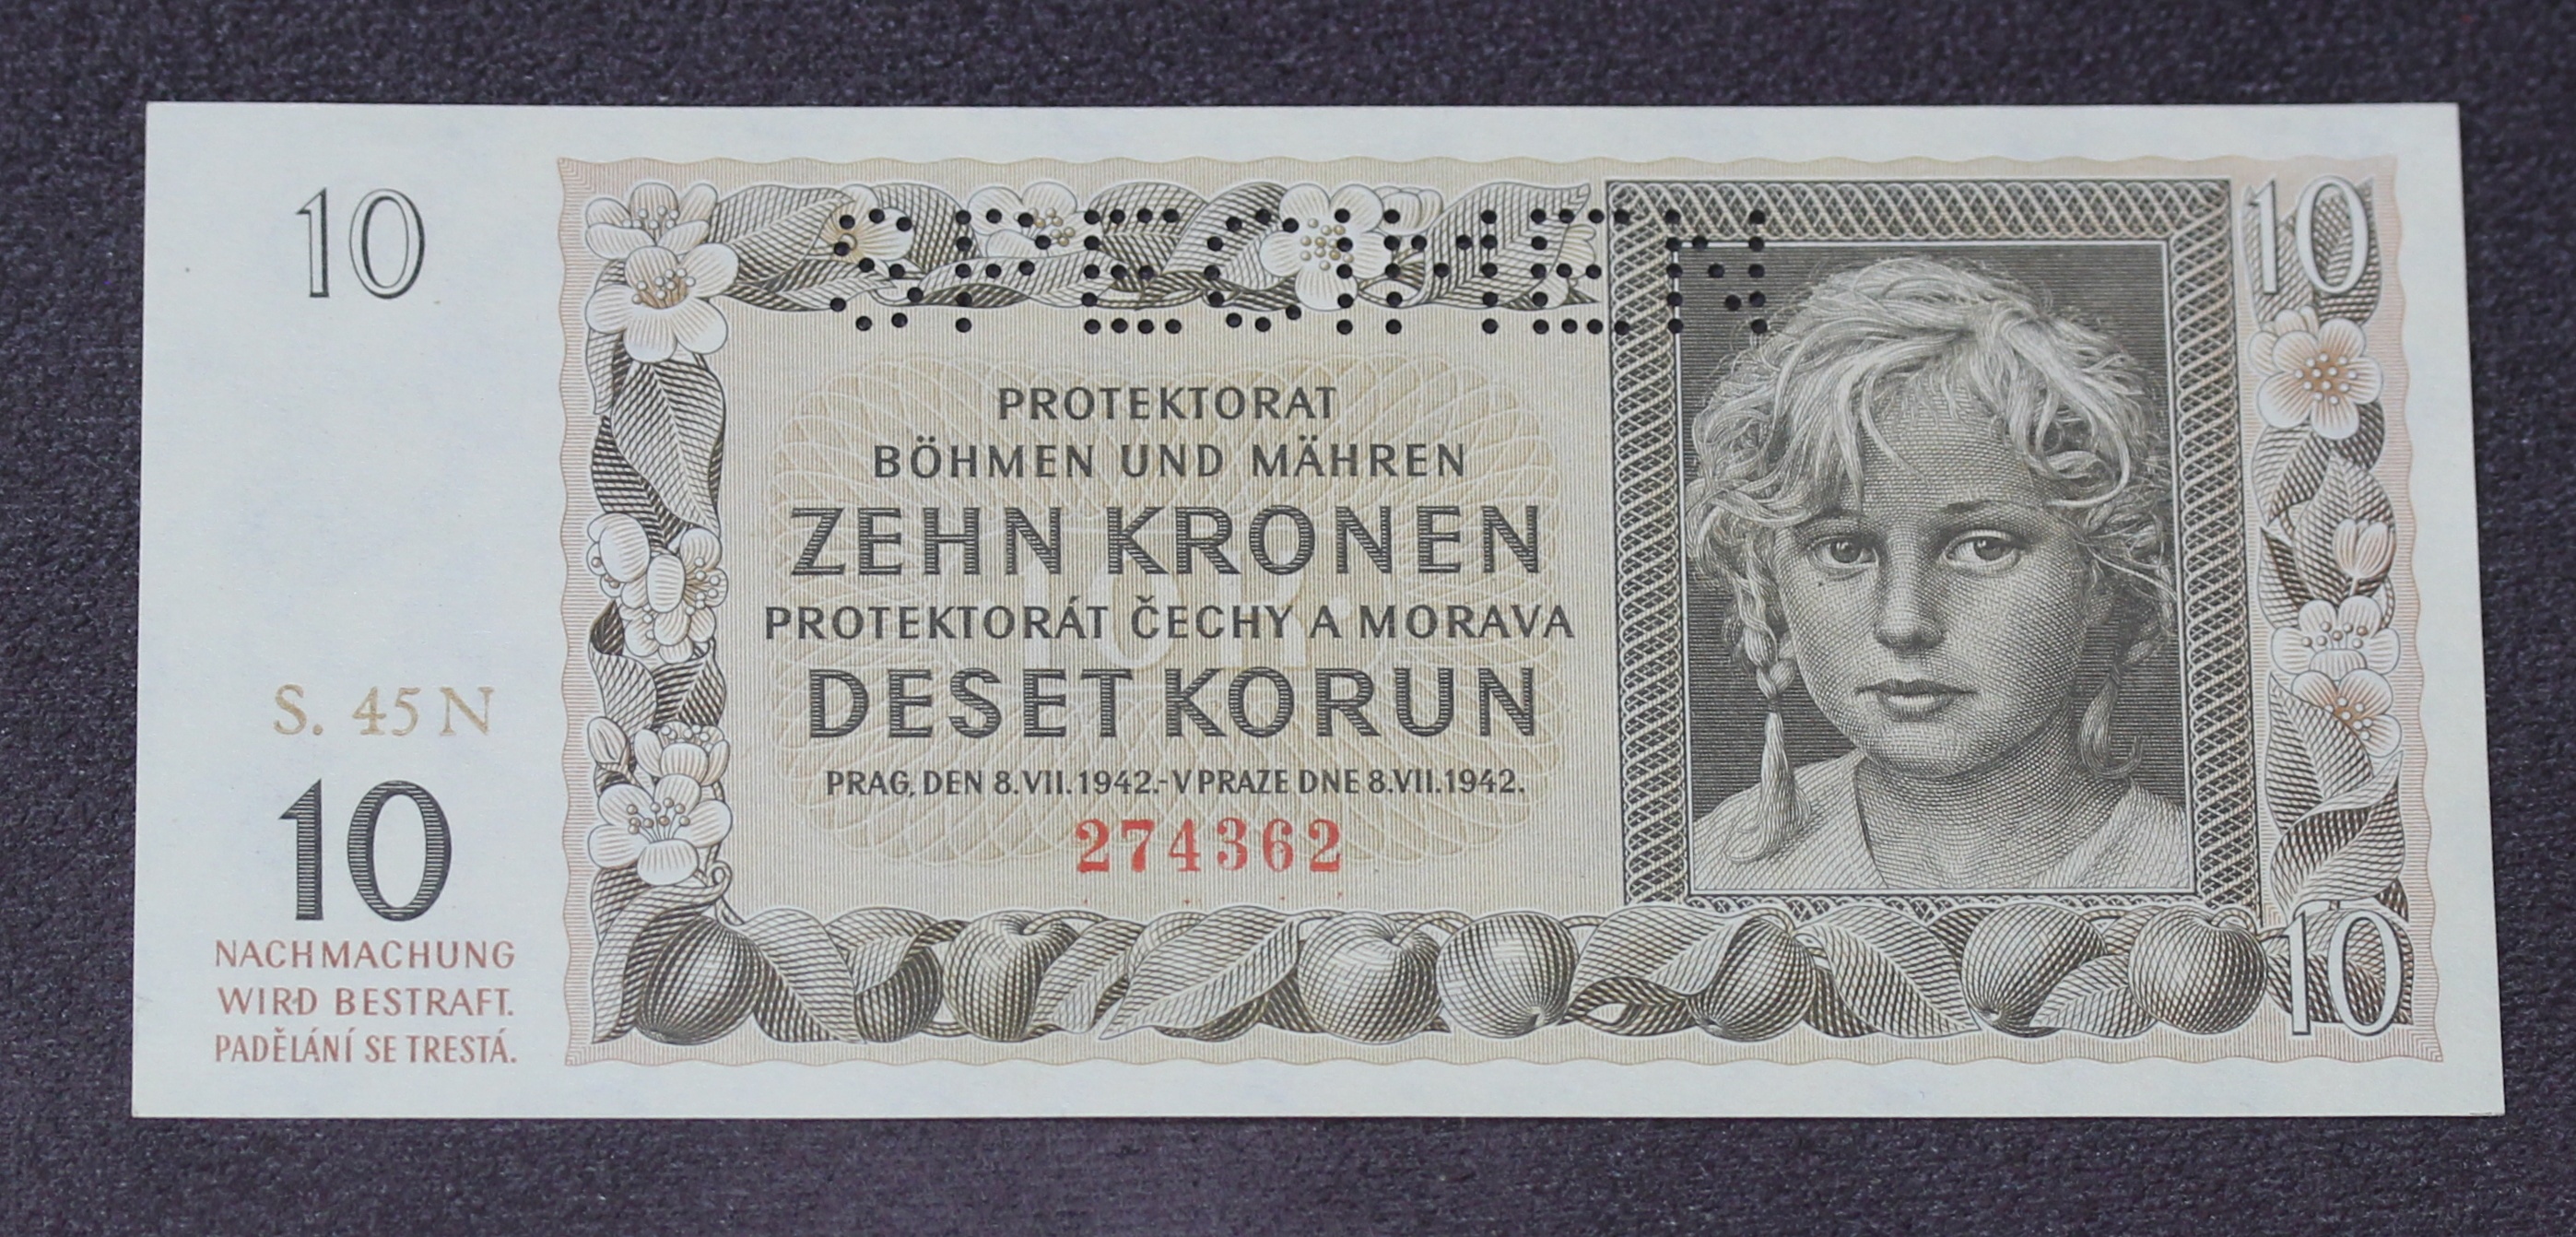 10
SPECIMEN
10
PROTEKTORAT
BÖHMEN UND MÄHREN
ZEHN KRONEN
PROTEKTORÁT ČECHY A MORAVA
DESET KORUN
PRAG, DEN 8.VII.1942.-V PRAZE DNE 8.VII.1942.
274362
S. 45 N
10
NACHMACHUNG
WIRD BESTRAFT.
PADĚLÁNÍ SE TRESTÁ.
10